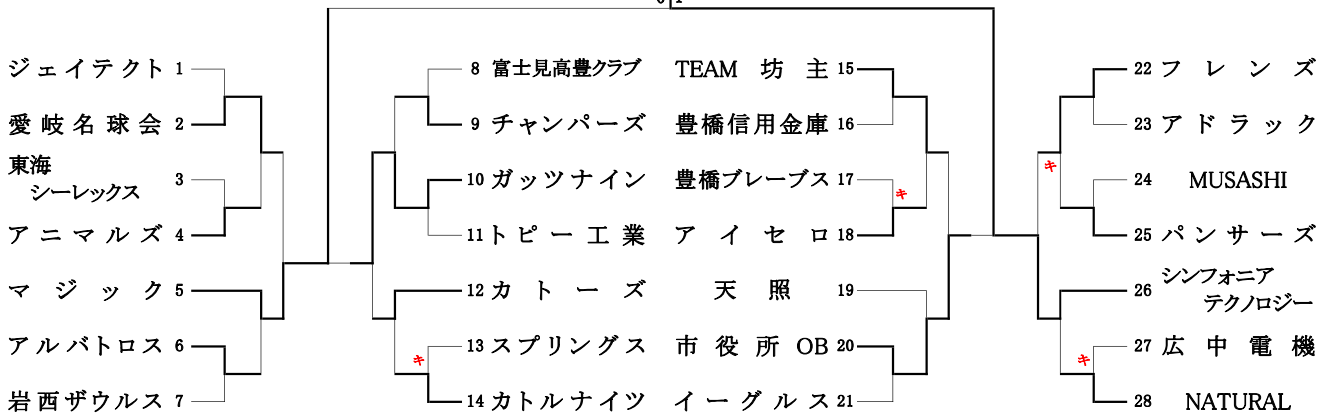 ジェイテクト 1
愛岐名球会 2
東海
シーレックス 3
アニマルズ 4
マジック 5
アルバトロス 6
岩西ザウルス 7
8 富士見高豊クラブ
9 チャンパーズ
10 ガッツナイン
11 トピー工業
12 カトーズ
キ
13 スプリングス
14 カトルナイツ
TEAM 坊主 15
豊橋信用金庫 16
豊橋ブレーブス 17
キ
アイセロ 18
天照 19
市役所 OB 20
イーグルス 21
22 フレンズ
23 アドラック
キ
24 MUSASHI
25 パンサーズ
26 シンフォニア
テクノロジー
27 広中電機
キ
28 NATURAL